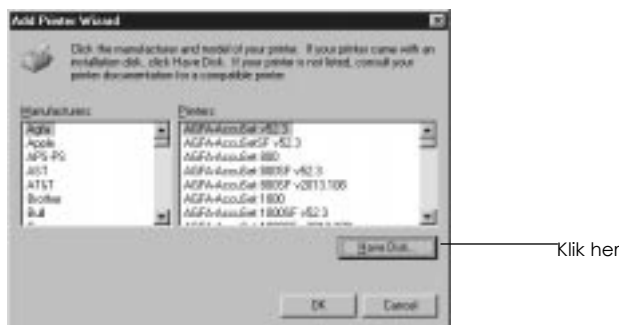 Add Printer Wizard
Click the manufacturer and model of your printer. If your printer came with an
installation disk, click Have Disk. If your printer is not listed, consult your
printer documentation for a compatible printer.
Manufacturers:
Printers:
Agfa
Apple
APS-PS
AST
AT&T
Brother
Bull
AGFA-AccuSet v52.3
AGFA-AccuSetSF v52.3
AGFA-AccuSet 800
AGFA-AccuSet 800SF v52.3
AGFA-AccuSet 800SF v2013.108
AGFA-AccuSet 1000
AGFA-AccuSet 1000SF v52.3
Have Disk...
Klik her
OK
Cancel